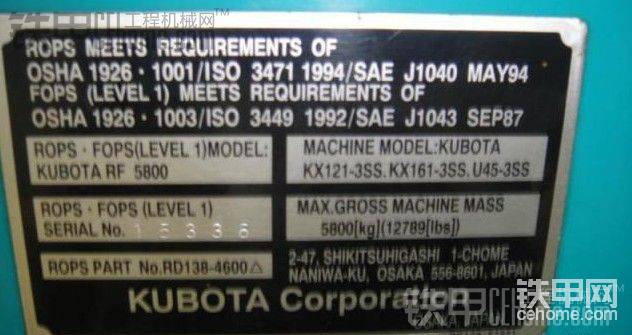 铁甲 工程机械网
ROPS MEETS REQUIREMENTS OF
OSHA 1926・1001/ISO 3471 1994/SAE J1040 MAY94
FOPS (LEVEL 1) MEETS REQUIREMENTS OF
OSHA 1926・1003/ISO 3449 1992/SAE J1043 SEP87
ROPS・FOPS(LEVEL 1)MODEL:
KUBOTA RF 5800
MACHINE MODEL:KUBOTA
KX121-3SS.KX161-3SS.U45-3SS
ROPS・FOPS (LEVEL 1)
SERIAL No. 15336
MAX.GROSS MACHINE MASS
5800[kg](12789[lbs])
ROPS PART No.RD138-4600△
2-47, SHIKITSUHIGASHI 1-CHOME
NANIWA-KU, OSAKA 556-8601, JAPAN
KUBOTA Corporation
铁甲网
cehome.com